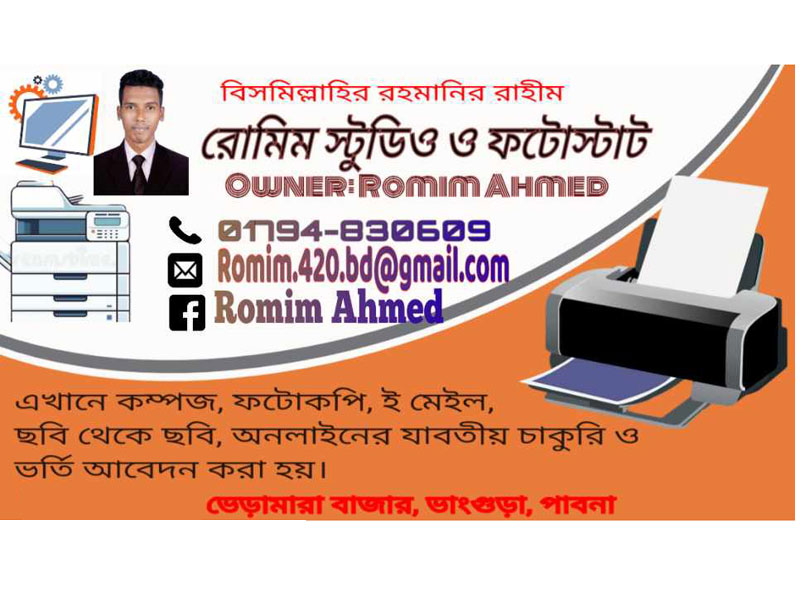 বিসমিল্লাহির রহমানির রাহীম
রোমিম স্টুডিও ও ফটোস্টাট
OWNER: ROMIM AHMED
01794-830609
Romim.420.bd@gmail.com
Romim Ahmed
এখানে কম্পজ, ফটোকপি, ই মেইল,
ছবি থেকে ছবি, অনলাইনের যাবতীয় চাকুরি ও
ভর্তি আবেদন করা হয়।
ভেড়ামারা বাজার, ভাংগুড়া, পাবনা